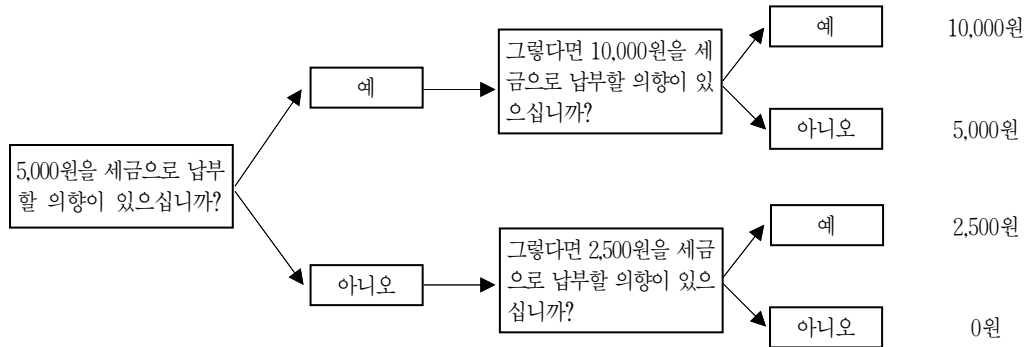 5,000원을 세금으로 납부
할 의향이 있으십니까?
예
아니오
그렇다면 10,000원을 세
금으로 납부할 의향이 있
으십니까?
그렇다면 2,500원을 세금
으로 납부할 의향이 있으
십니까?
예
10,000원
아니오
5,000원
예
2,500원
아니오
0원